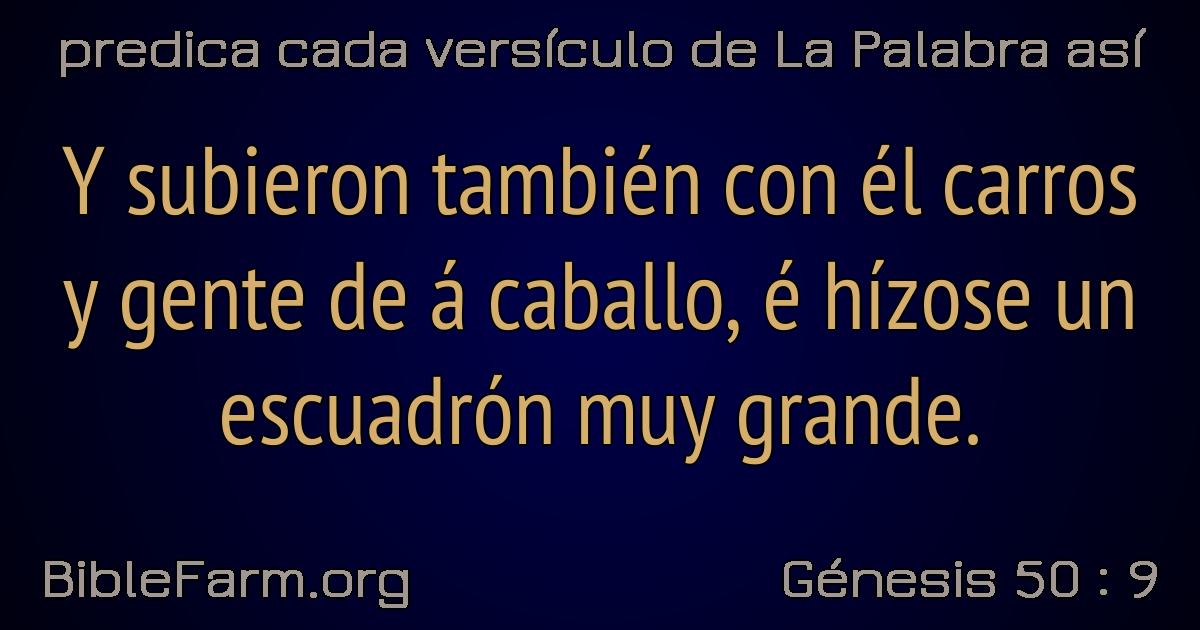 predica cada versículo de La Palabra así
Y subieron también con él carros
y gente de á caballo, é hízose un
escuadrón muy grande.
BibleFarm.org
Génesis 50 : 9